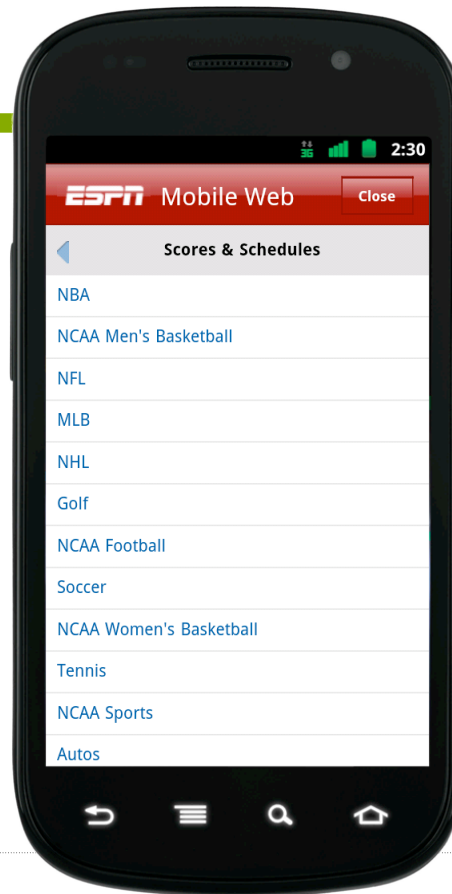 3G 2:30
ESPN Mobile Web Close
Scores & Schedules
NBA
NCAA Men's Basketball
NFL
MLB
NHL
Golf
NCAA Football
Soccer
NCAA Women's Basketball
Tennis
NCAA Sports
Autos